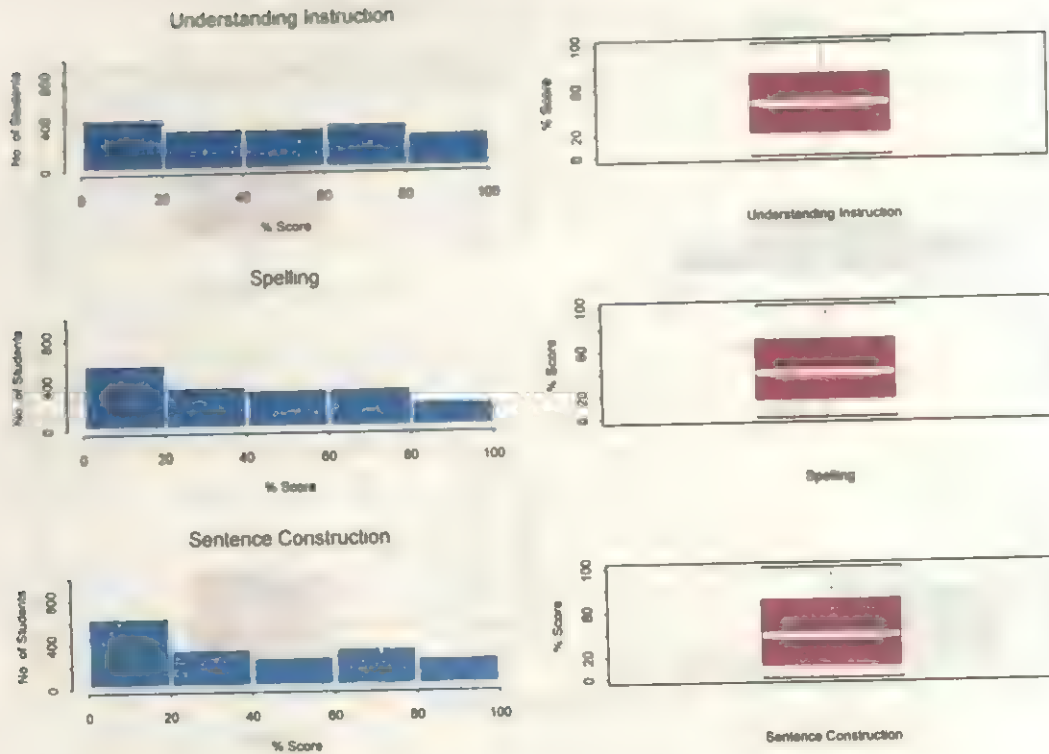 Understanding Instruction
No. of Students
0 400 800
0 20 40 60 80 100
% Score
% Score
0 20 60 100
Understanding Instruction
Spelling
No. of Students
0 400 800
0 20 40 60 80 100
% Score
% Score
0 20 60 100
Spelling
Sentence Construction
No of Students
0 400 800
0 20 40 60 80 100
% Score
% Score
0 20 60 100
Sentence Construction